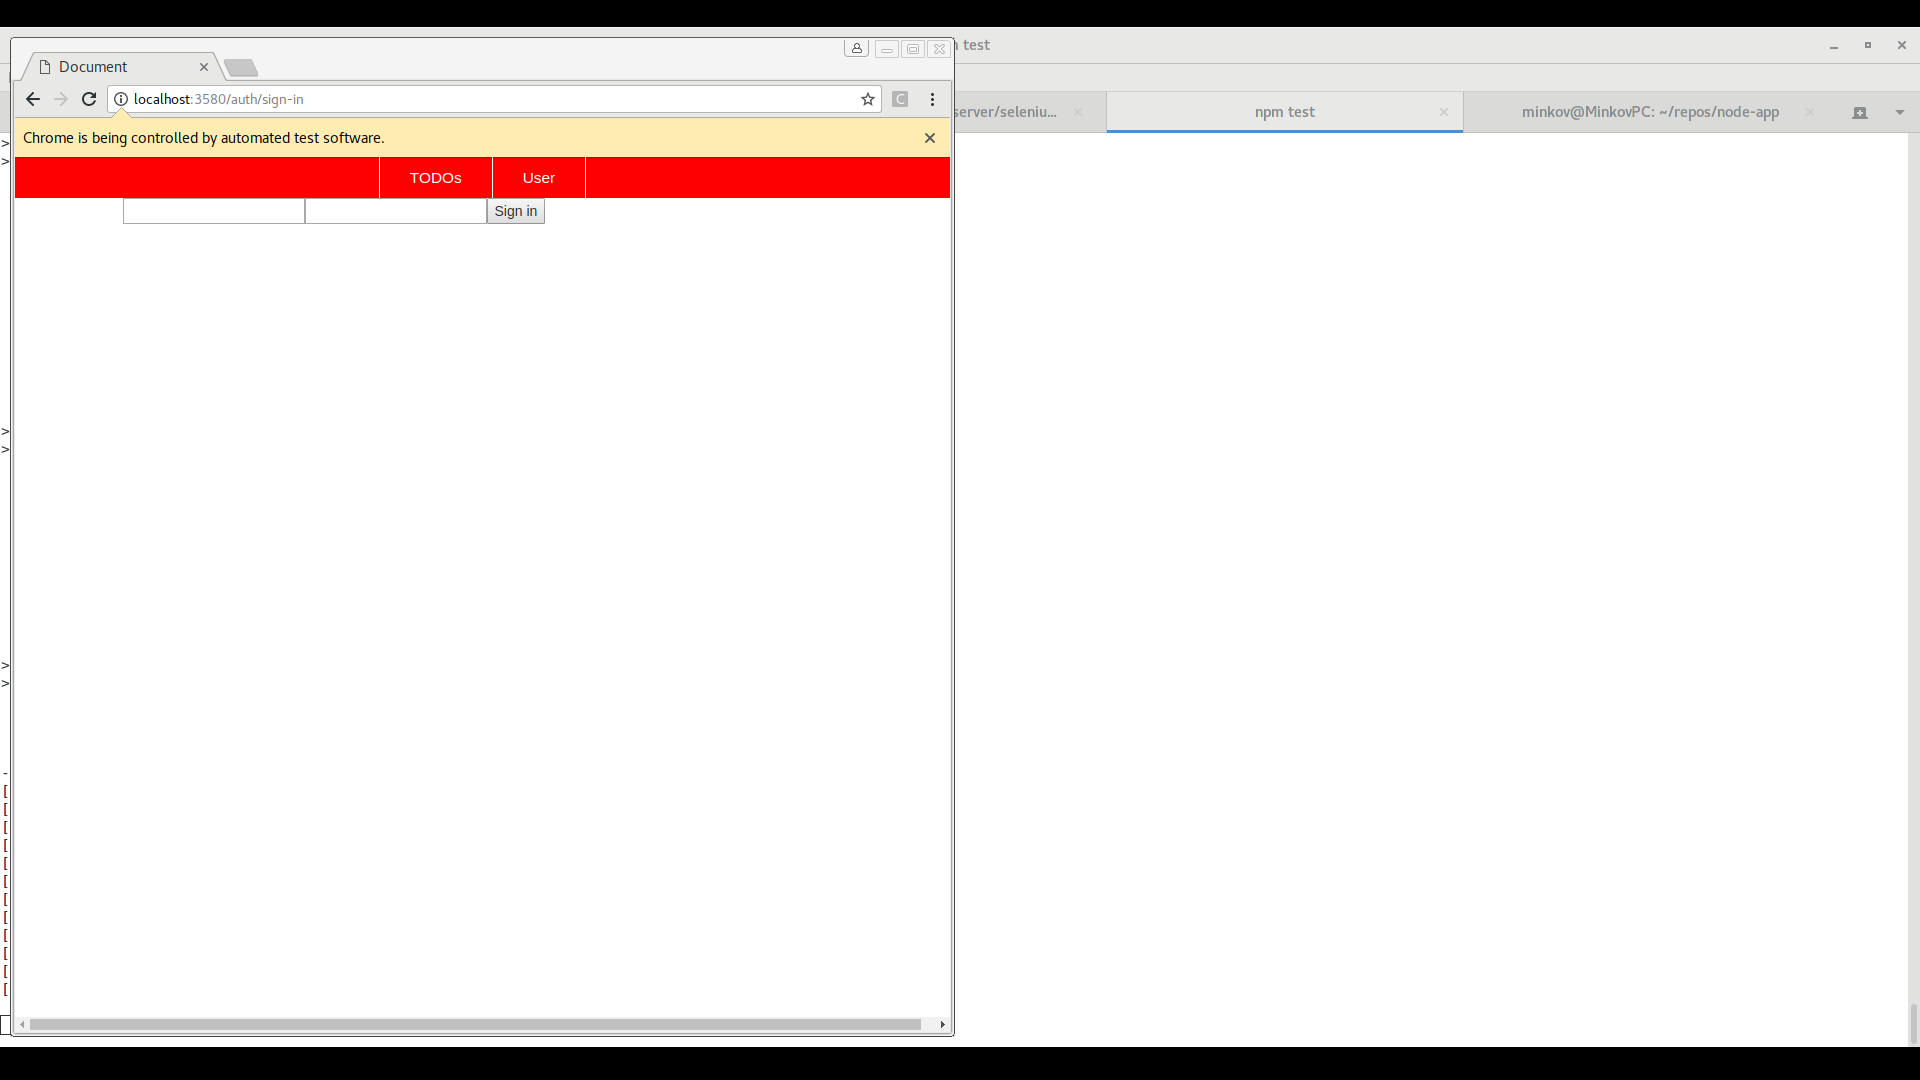 m test
Document
localhost:3580/auth/sign-in
C
server/seleniu...
npm test
minkov@MinkovPC: ~/repos/node-app
Chrome is being controlled by automated test software.
TODOs
User
Sign in
>
>
>
>
>
>
-
[
[
[
[
[
[
[
[
[
[
[
[